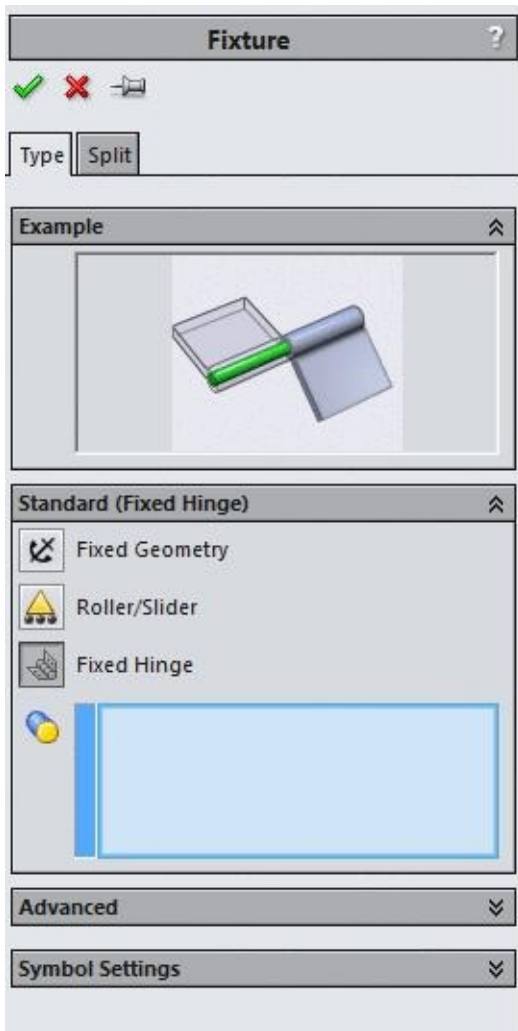 Fixture ?
Type Split
Example
Standard (Fixed Hinge)
Fixed Geometry
Roller/Slider
Fixed Hinge
Advanced
Symbol Settings